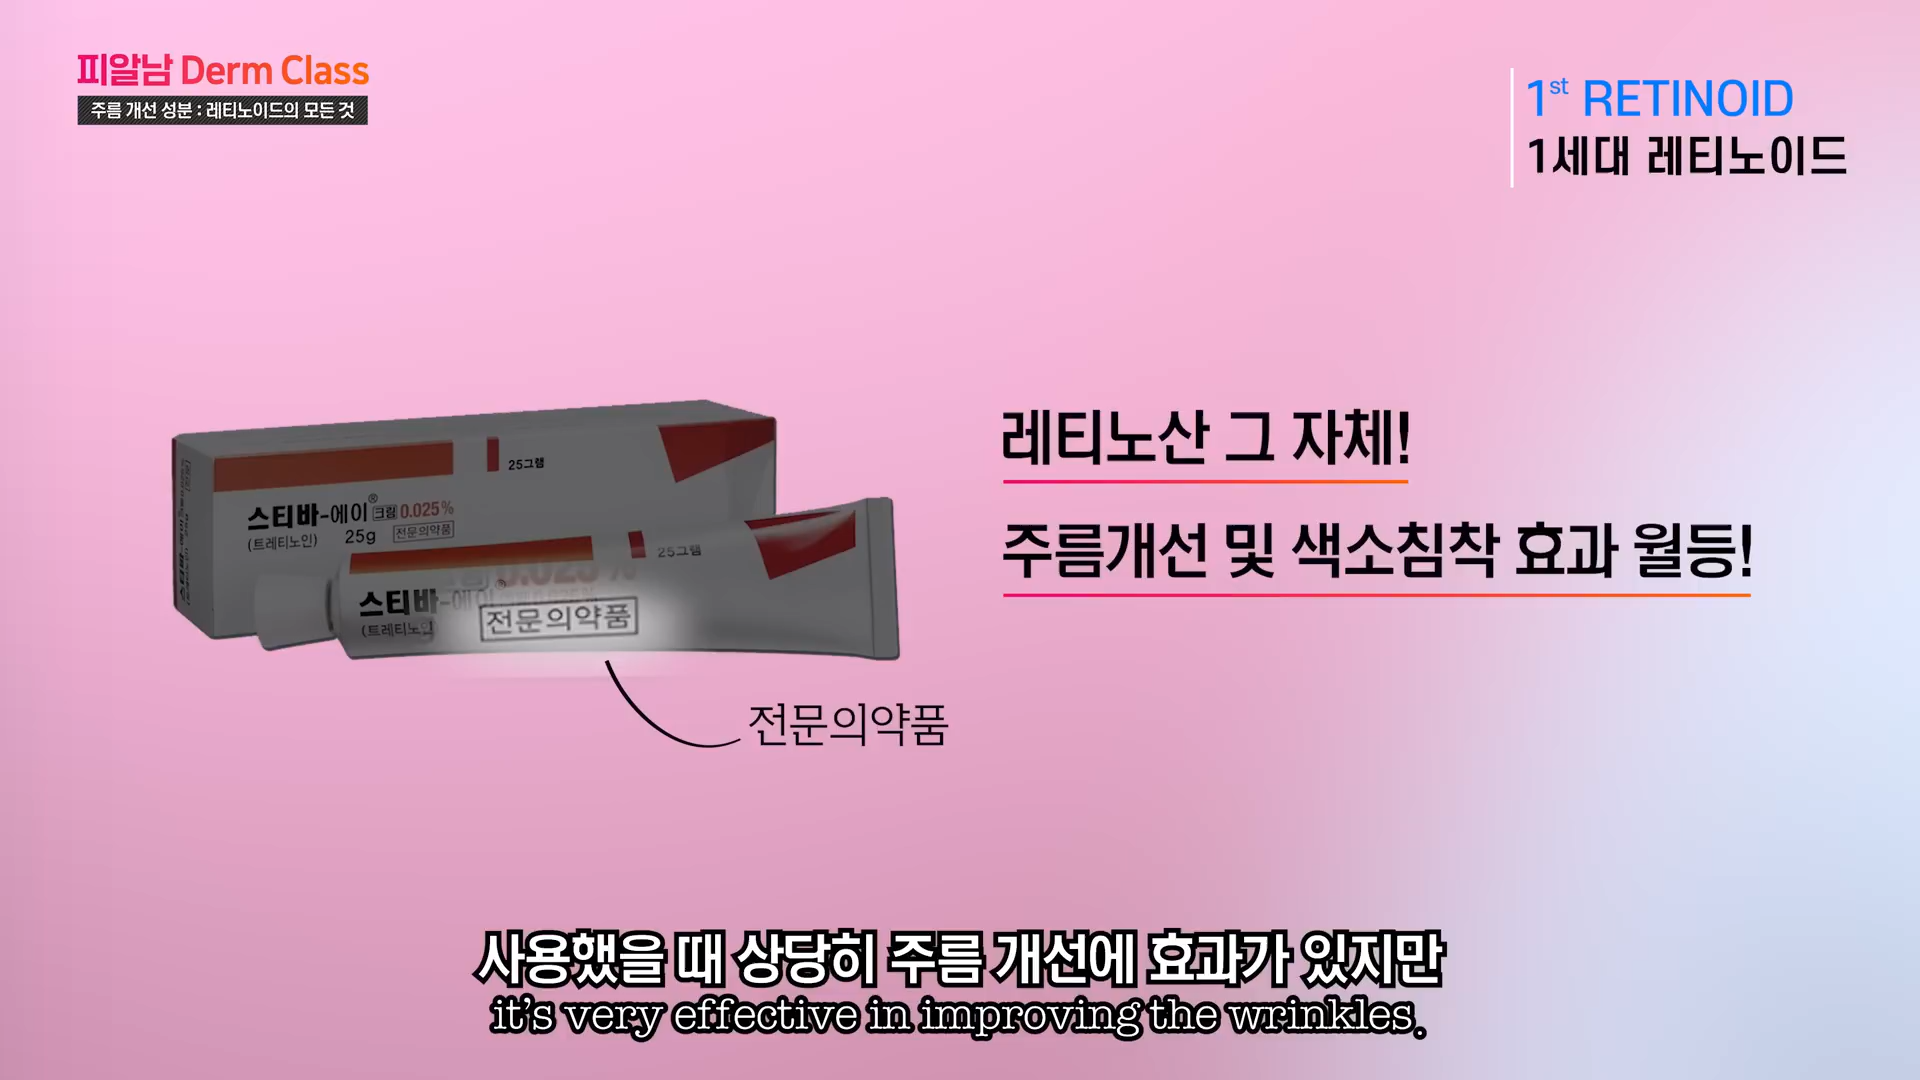 피알남 Derm Class
주름 개선 성분 : 레티노이드의 모든 것
1st RETINOID
1세대 레티노이드
25그램
스티바-에이® 크림 0.025%
(트레티노인) 25g 전문의약품
25그램
스티바-에이
(트레티노인
전문의약품
레티노산 그 자체!
주름개선 및 색소침착 효과 월등!
전문의약품
사용했을 때 상당히 주름 개선에 효과가 있지만
it's very effective in improving the wrinkles.